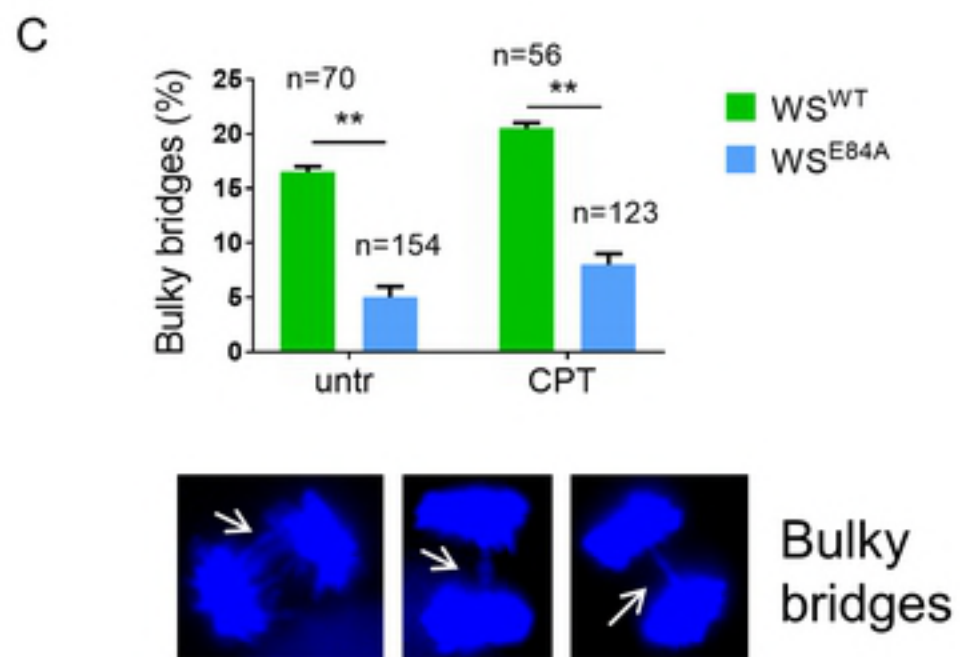 C
Bulky bridges (%)
25
20
15
10
5
0
n=70
**
n=154
n=56
**
n=123
untr
CPT
WS^WT
WS^E84A
Bulky
bridges